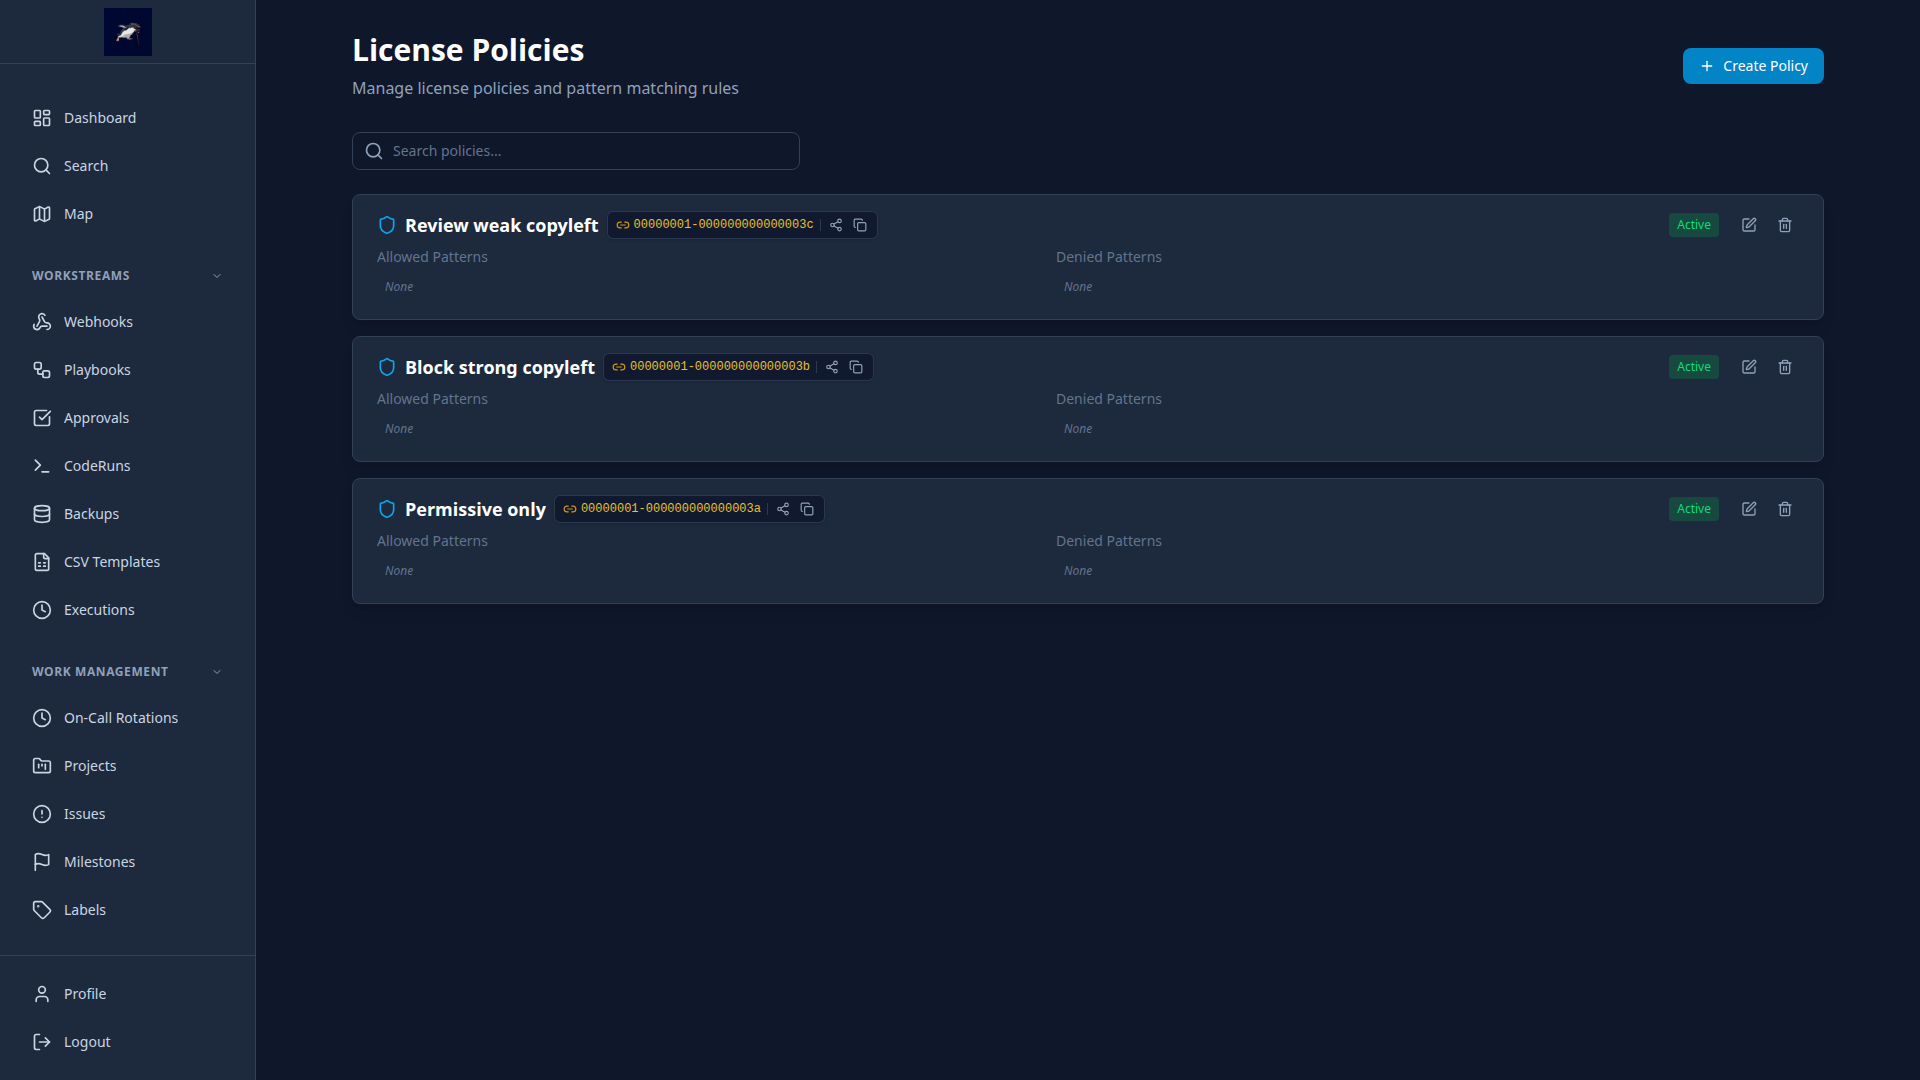 Dashboard
Search
Map
WORKSTREAMS
Webhooks
Playbooks
Approvals
CodeRuns
Backups
CSV Templates
Executions
WORK MANAGEMENT
On-Call Rotations
Projects
Issues
Milestones
Labels
Profile
Logout
License Policies
Manage license policies and pattern matching rules
Create Policy
Search policies...
Review weak copyleft 00000001-000000000000003c Active
Allowed Patterns Denied Patterns
None None
Block strong copyleft 00000001-000000000000003b Active
Allowed Patterns Denied Patterns
None None
Permissive only 00000001-000000000000003a Active
Allowed Patterns Denied Patterns
None None